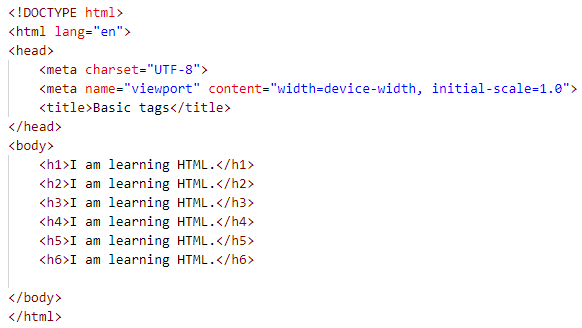 <!DOCTYPE html>
<html lang="en">
<head>
    <meta charset="UTF-8">
    <meta name="viewport" content="width=device-width, initial-scale=1.0">
    <title>Basic tags</title>
</head>
<body>
    <h1>I am learning HTML.</h1>
    <h2>I am learning HTML.</h2>
    <h3>I am learning HTML.</h3>
    <h4>I am learning HTML.</h4>
    <h5>I am learning HTML.</h5>
    <h6>I am learning HTML.</h6>
</body>
</html>